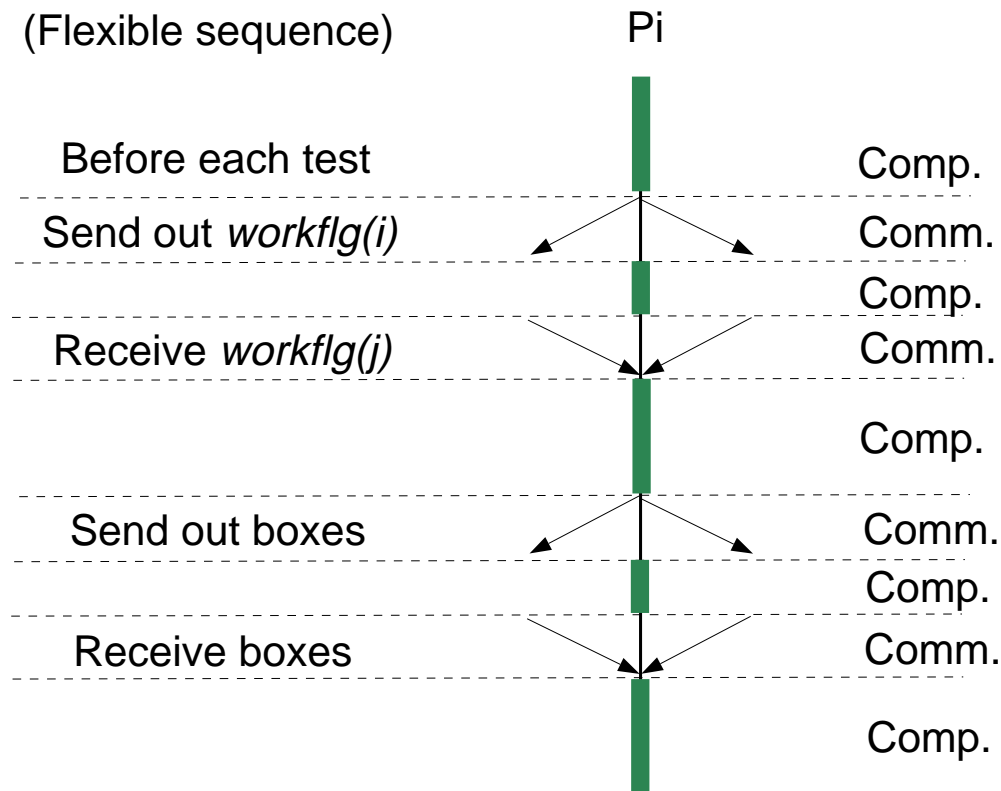 (Flexible sequence) Pi
Before each test Comp.
Send out workflg(i) Comm.
Comp.
Receive workflg(j) Comm.
Comp.
Send out boxes Comm.
Comp.
Receive boxes Comm.
Comp.